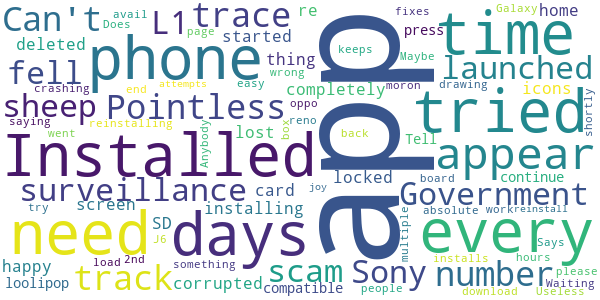 Can't
L1
trace
avail
Does
re
home
Galaxy
fixes
deleted
page
started
press
phone
app
keeps
time
fell
thing
Maybe
launched
crashing
end
attempts
wrong
easy
completely
moron
drawing
icons
shortly
sheep
Pointless
oppo
tried
saying
went
reinstalling
lost
box
reno
Anybody
back
Tell
appear
Installed
locked
board
continue
surveillance
card
Government
try
screen
installing
joy
multiple
absolute
work
reinstall
need
days
every
SD
J6
happy
loolipop
track
load
2nd
something
scam
corrupted
compatible
Sony
people
number
installs
hours
Says
please
download
Useless
Waiting